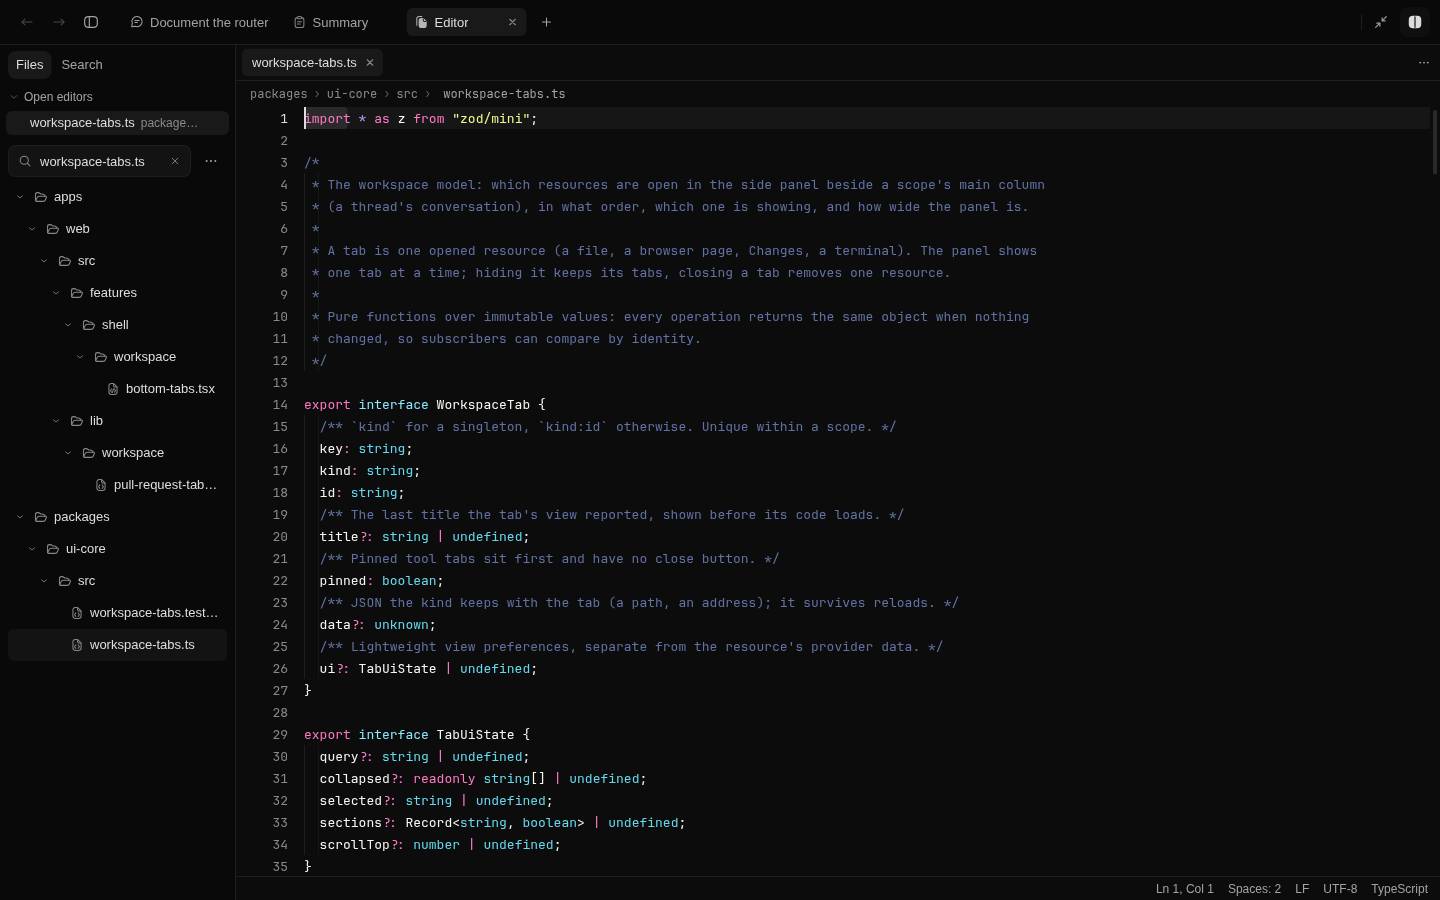 Document the router
Summary
Editor
Files
Search
workspace-tabs.ts
Open editors
workspace-tabs.ts package…
workspace-tabs.ts
apps
web
src
features
shell
workspace
bottom-tabs.tsx
lib
workspace
pull-request-tab…
packages
ui-core
src
workspace-tabs.test…
workspace-tabs.ts
packages › ui-core › src › workspace-tabs.ts
1 import * as z from "zod/mini";
2
3 /*
4  * The workspace model: which resources are open in the side panel beside a scope's main column
5  * (a thread's conversation), in what order, which one is showing, and how wide the panel is.
6  *
7  * A tab is one opened resource (a file, a browser page, Changes, a terminal). The panel shows
8  * one tab at a time; hiding it keeps its tabs, closing a tab removes one resource.
9  *
10  * Pure functions over immutable values: every operation returns the same object when nothing
11  * changed, so subscribers can compare by identity.
12  */
13
14 export interface WorkspaceTab {
15   /** `kind` for a singleton, `kind:id` otherwise. Unique within a scope. */
16   key: string;
17   kind: string;
18   id: string;
19   /** The last title the tab's view reported, shown before its code loads. */
20   title?: string | undefined;
21   /** Pinned tool tabs sit first and have no close button. */
22   pinned: boolean;
23   /** JSON the kind keeps with the tab (a path, an address); it survives reloads. */
24   data?: unknown;
25   /** Lightweight view preferences, separate from the resource's provider data. */
26   ui?: TabUiState | undefined;
27 }
28
29 export interface TabUiState {
30   query?: string | undefined;
31   collapsed?: readonly string[] | undefined;
32   selected?: string | undefined;
33   sections?: Record<string, boolean> | undefined;
34   scrollTop?: number | undefined;
35 }
Ln 1, Col 1 Spaces: 2 LF UTF-8 TypeScript